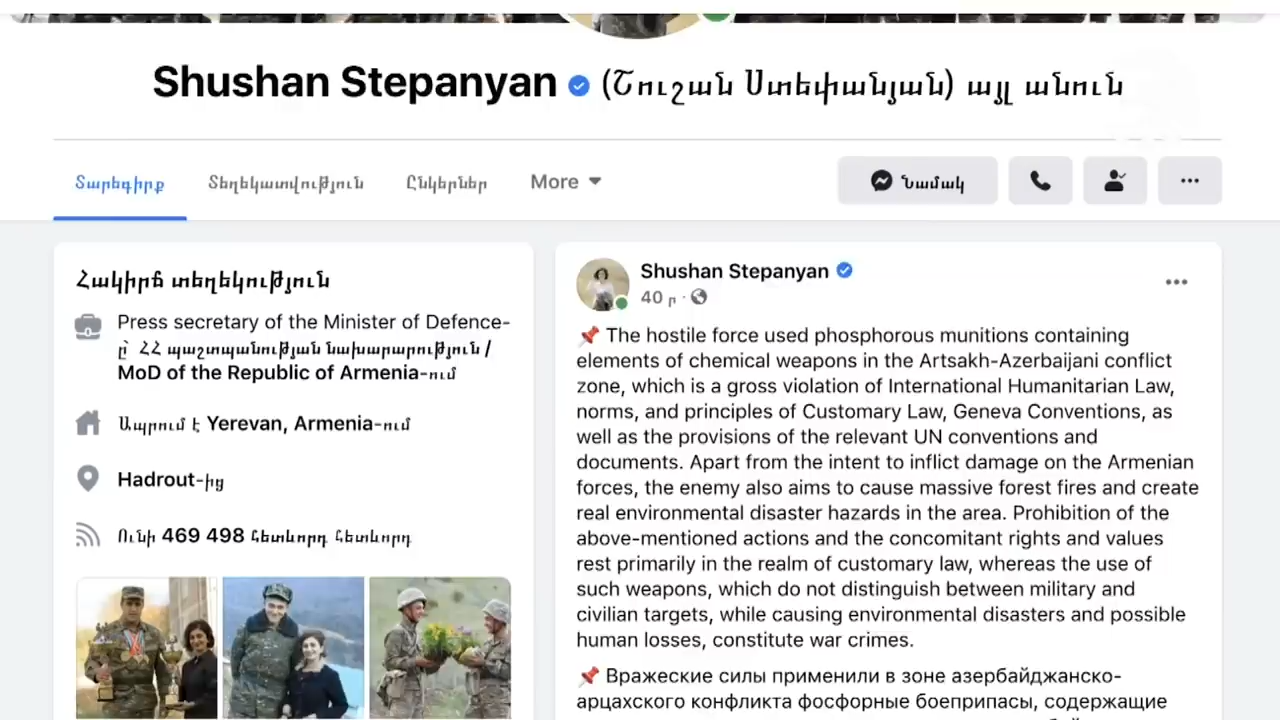 Shushan Stepanyan (Շուշան Ստեփանյան) այլ անուն
Տարեգիրք Տեղեկատվություն Ընկերներ More Նամակ
Հակիրճ տեղեկություն
Press secretary of the Minister of Defence-
ը՝ ՀՀ պաշտպանության նախարարություն /
MoD of the Republic of Armenia-ում
Ապրում է Yerevan, Armenia-ում
Hadrout-ից
Ունի 469 498 հետևորդ հետևորդ
Shushan Stepanyan
40 ր ·
📌 The hostile force used phosphorous munitions containing
elements of chemical weapons in the Artsakh-Azerbaijani conflict
zone, which is a gross violation of International Humanitarian Law,
norms, and principles of Customary Law, Geneva Conventions, as
well as the provisions of the relevant UN conventions and
documents. Apart from the intent to inflict damage on the Armenian
forces, the enemy also aims to cause massive forest fires and create
real environmental disaster hazards in the area. Prohibition of the
above-mentioned actions and the concomitant rights and values
rest primarily in the realm of customary law, whereas the use of
such weapons, which do not distinguish between military and
civilian targets, while causing environmental disasters and possible
human losses, constitute war crimes.
📌 Вражеские силы применили в зоне азербайджанско-
арцахского конфликта фосфорные боеприпасы, содержащие